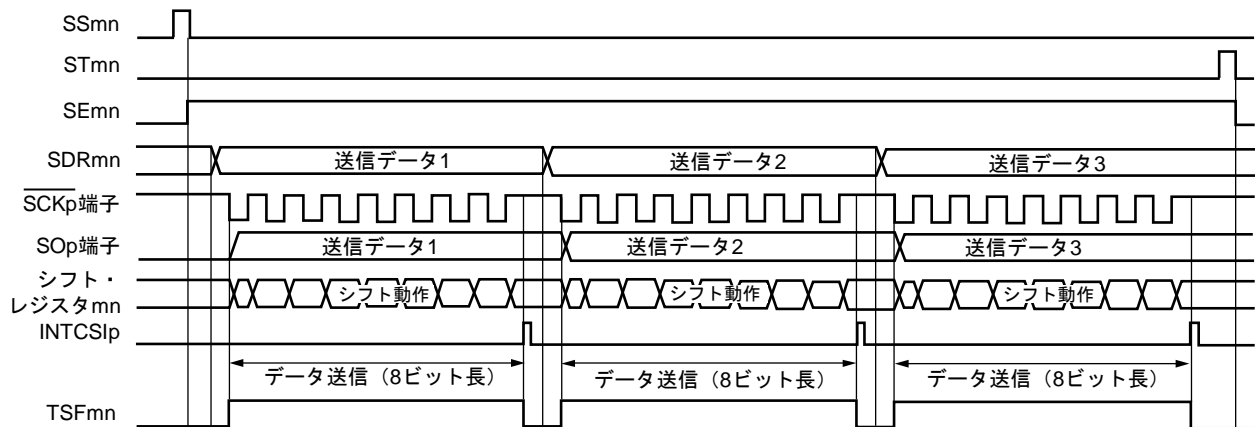 SSmn
STmn
SEmn
SDRmn 送信データ1 送信データ2 送信データ3
SCKp端子
SOp端子 送信データ1 送信データ2 送信データ3
シフト・
レジスタmn シフト動作 シフト動作 シフト動作
INTCSIp
データ送信（8ビット長） データ送信（8ビット長） データ送信（8ビット長）
TSFmn